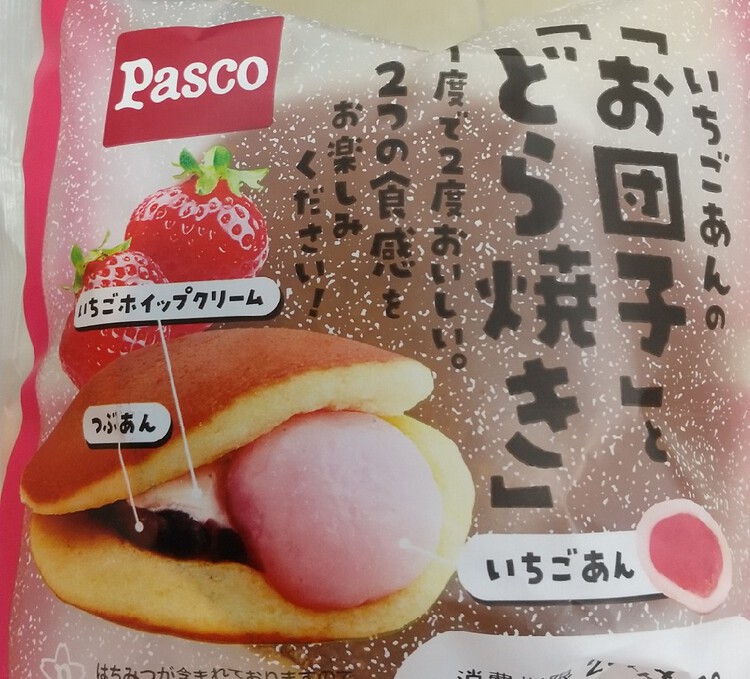 Pasco
いちごあんの
「お団子」と
「どら焼き」
1度で2度おいしい。
2つの食感を
お楽しみ
ください！
いちごホイップクリーム
つぶあん
いちごあん
はちみつが含まれておりますので
消費